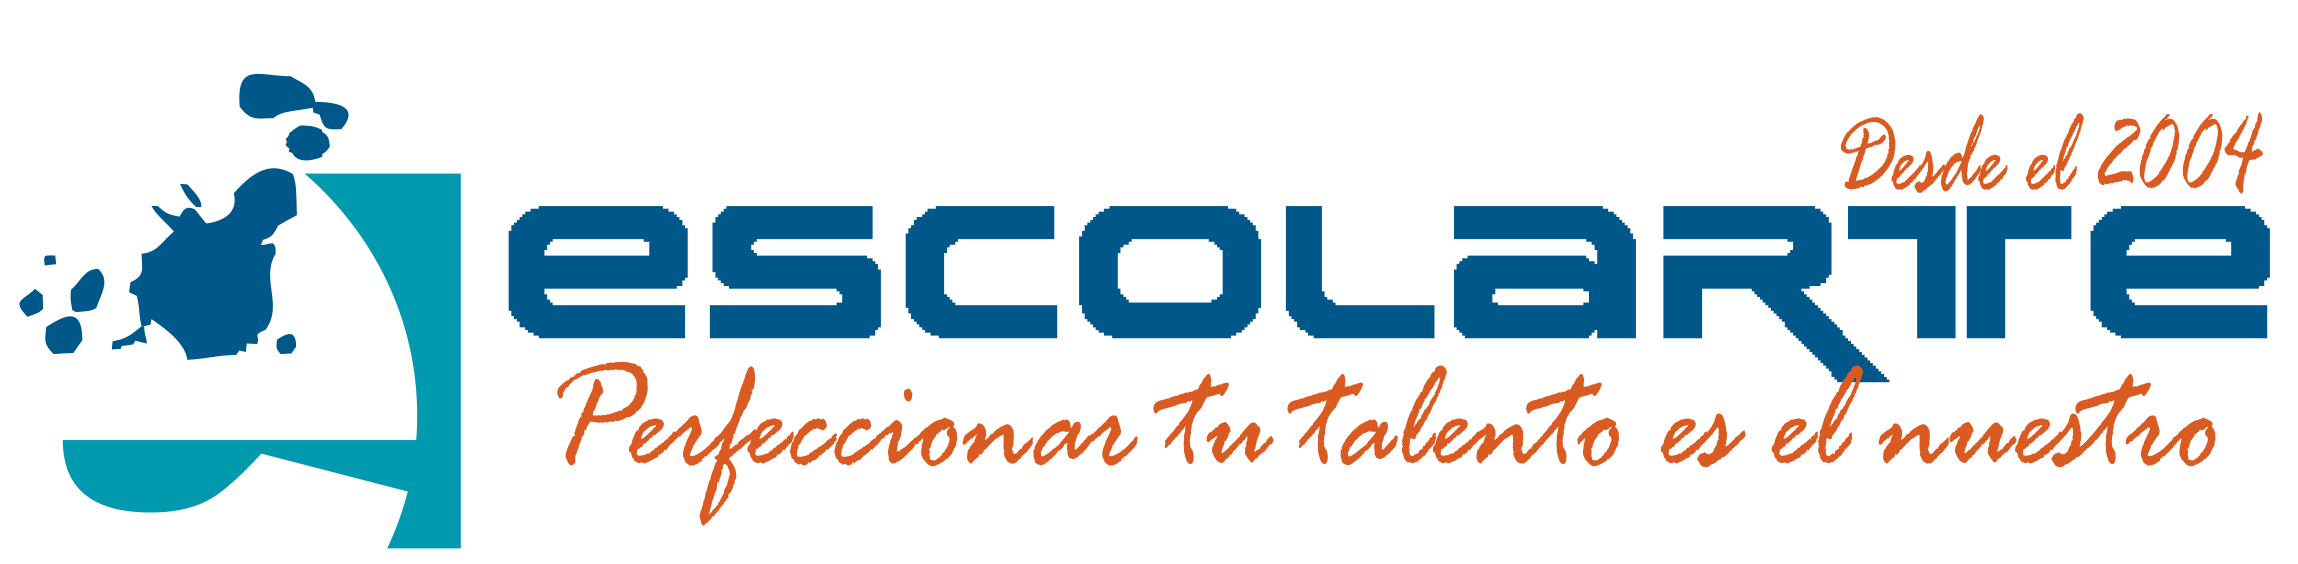 Desde el 2004
escolarte
Perfeccionar tu talento es el nuestro